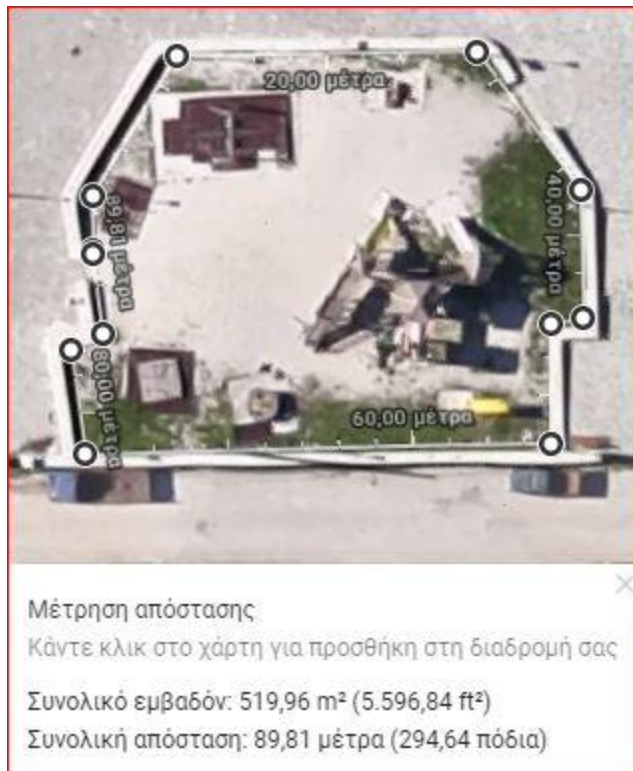 20,00 μέτρα
89,81 μέτρα
40,00 μέτρα
80,00 μέτρα
60,00 μέτρα
Μέτρηση απόστασης
Κάντε κλικ στο χάρτη για προσθήκη στη διαδρομή σας
Συνολικό εμβαδόν: 519,96 m² (5.596,84 ft²)
Συνολική απόσταση: 89,81 μέτρα (294,64 πόδια)